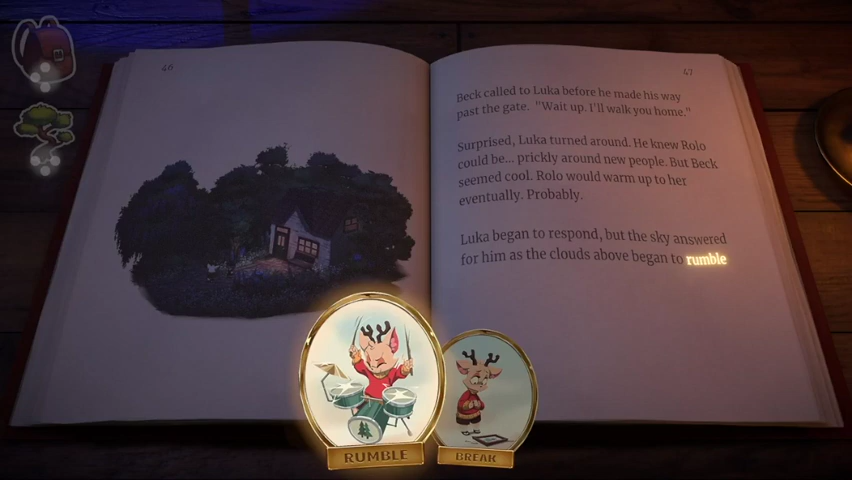 46
47
Beck called to Luka before he made his way
past the gate. "Wait up. I'll walk you home."
Surprised, Luka turned around. He knew Rolo
could be... prickly around new people. But Beck
seemed cool. Rolo would warm up to her
eventually. Probably.
Luka began to respond, but the sky answered
for him as the clouds above began to rumble
RUMBLE
BREAK